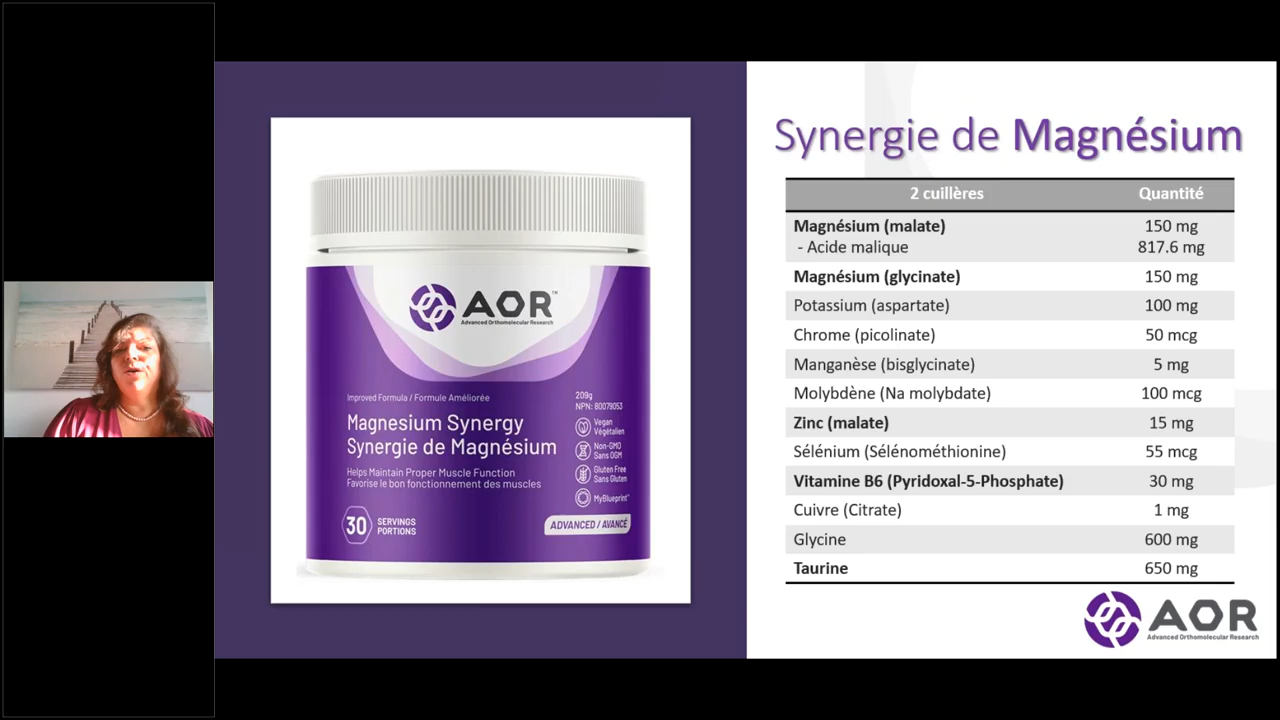 AOR™
Advanced Orthomolecular Research
Improved Formula / Formule Améliorée
Magnesium Synergy
Synergie de Magnésium
Helps Maintain Proper Muscle Function
Favorise le bon fonctionnement des muscles
209g
NPN: 80079053
Vegan
Végétalien
Non-GMO
Sans OGM
Gluten Free
Sans Gluten
MyBlueprint™
30 SERVINGS
PORTIONS
ADVANCED / AVANCÉ
Synergie de Magnésium
2 cuillères Quantité
Magnésium (malate) 150 mg
- Acide malique 817.6 mg
Magnésium (glycinate) 150 mg
Potassium (aspartate) 100 mg
Chrome (picolinate) 50 mcg
Manganèse (bisglycinate) 5 mg
Molybdène (Na molybdate) 100 mcg
Zinc (malate) 15 mg
Sélénium (Sélénométhionine) 55 mcg
Vitamine B6 (Pyridoxal-5-Phosphate) 30 mg
Cuivre (Citrate) 1 mg
Glycine 600 mg
Taurine 650 mg
AOR
Advanced Orthomolecular Research